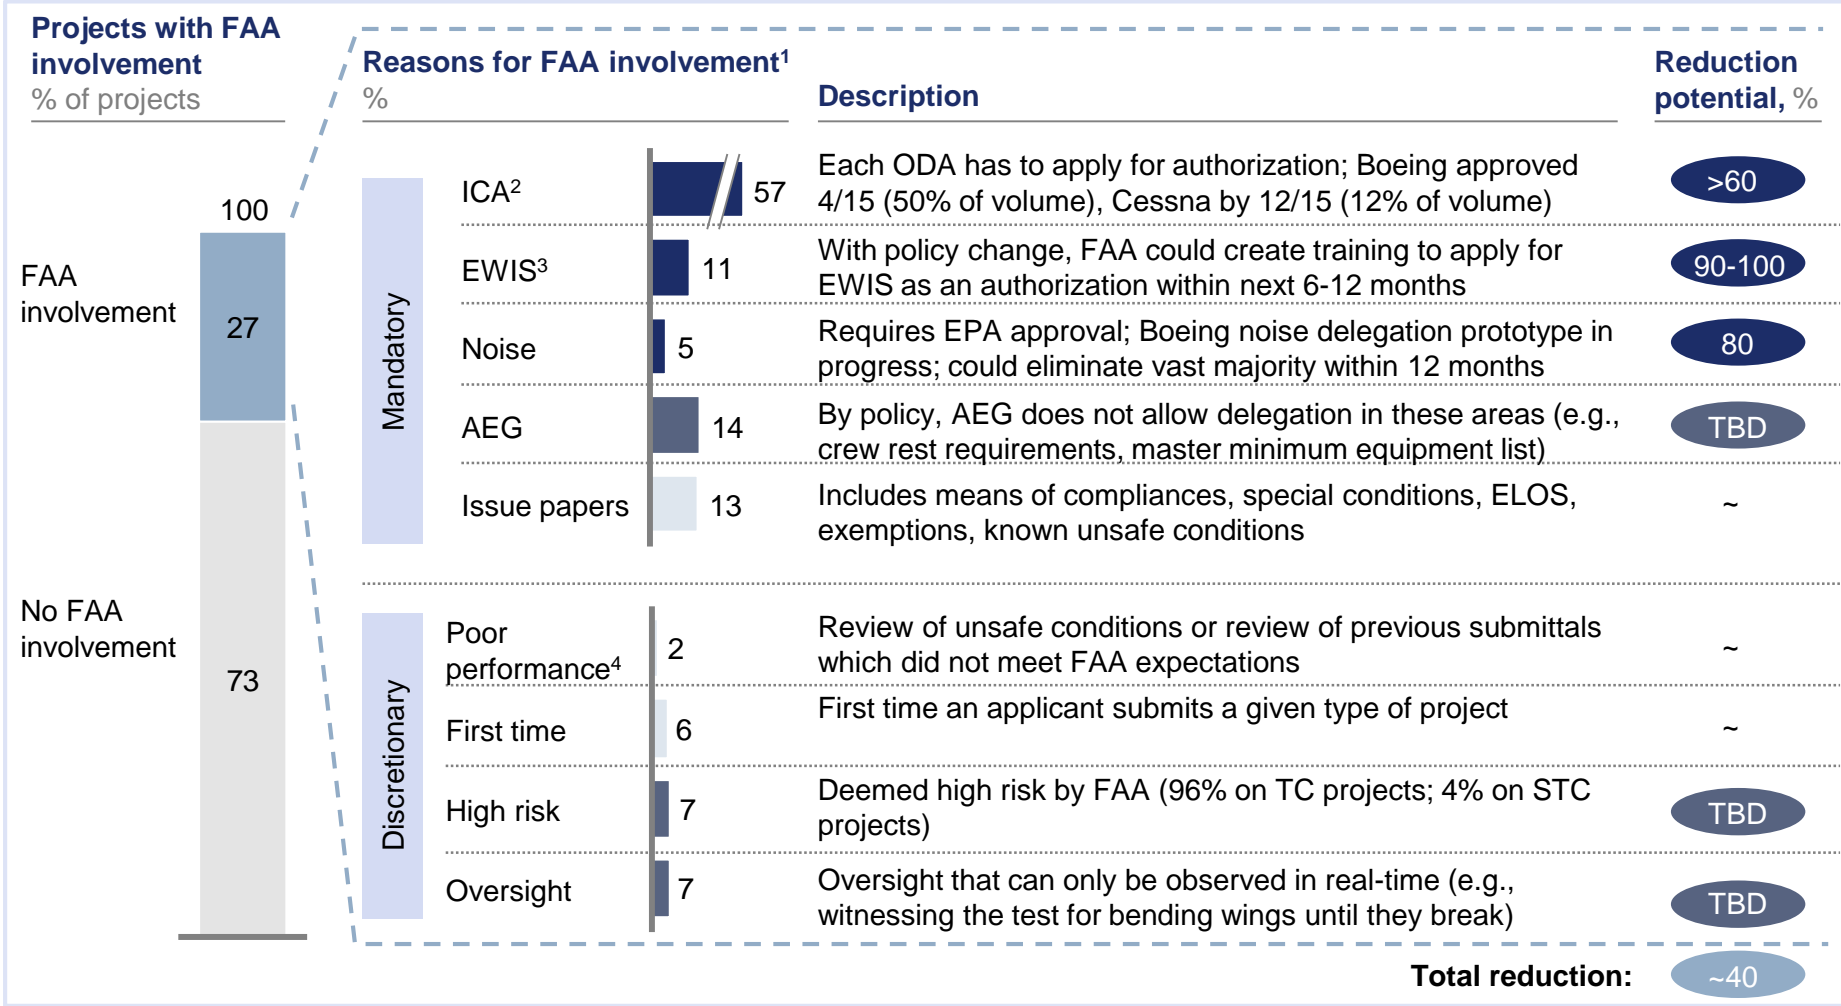 Projects with FAA
involvement
% of projects
Reasons for FAA involvement1
%
Description
Reduction
potential, %
100
FAA
involvement
27
No FAA
involvement
73
Mandatory
ICA2
57
Each ODA has to apply for authorization; Boeing approved
4/15 (50% of volume), Cessna by 12/15 (12% of volume)
>60
EWIS3
11
With policy change, FAA could create training to apply for
EWIS as an authorization within next 6-12 months
90-100
Noise
5
Requires EPA approval; Boeing noise delegation prototype in
progress; could eliminate vast majority within 12 months
80
AEG
14
By policy, AEG does not allow delegation in these areas (e.g.,
crew rest requirements, master minimum equipment list)
TBD
Issue papers
13
Includes means of compliances, special conditions, ELOS,
exemptions, known unsafe conditions
~
Discretionary
Poor
performance4
2
Review of unsafe conditions or review of previous submittals
which did not meet FAA expectations
~
First time
6
First time an applicant submits a given type of project
~
High risk
7
Deemed high risk by FAA (96% on TC projects; 4% on STC
projects)
TBD
Oversight
7
Oversight that can only be observed in real-time (e.g.,
witnessing the test for bending wings until they break)
TBD
Total reduction:
~40